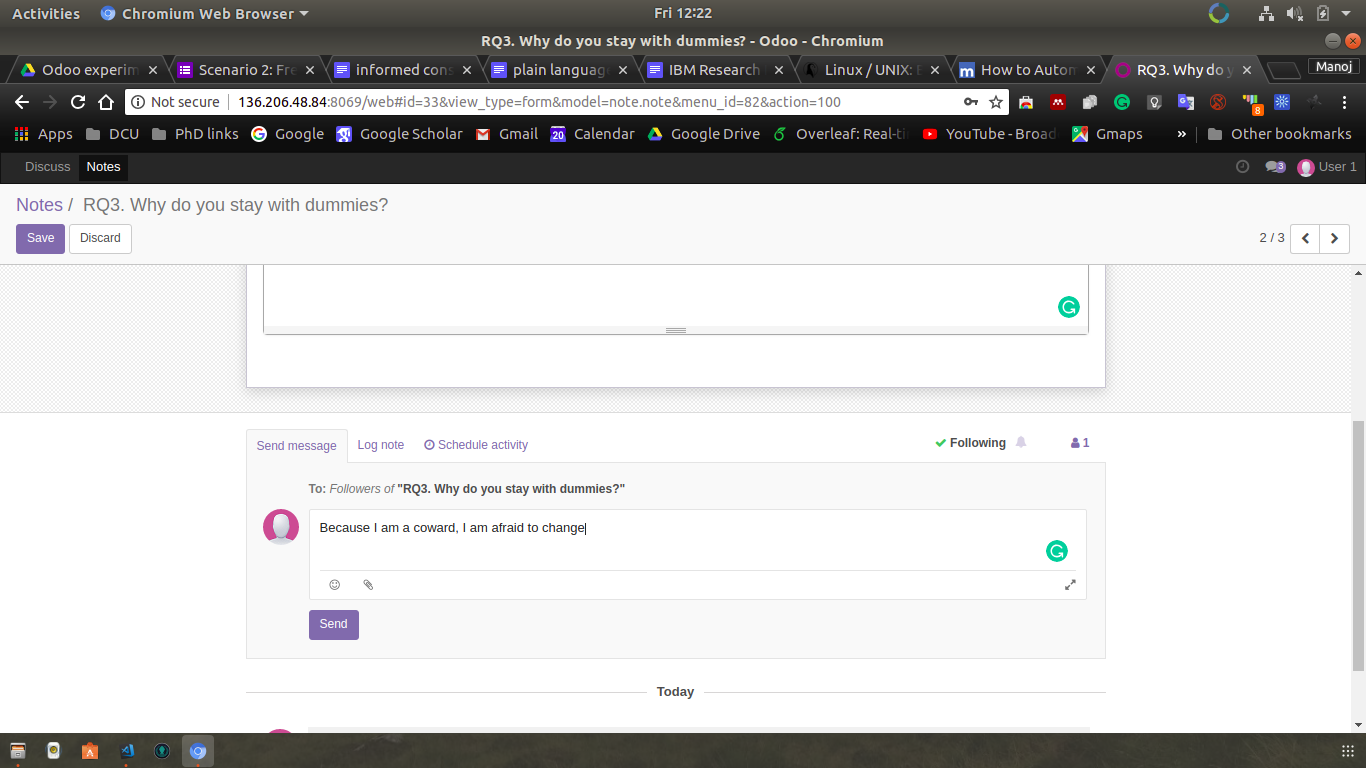 Activities Chromium Web Browser Fri 12:22
RQ3. Why do you stay with dummies? - Odoo - Chromium
Odoo experim Scenario 2: Fre informed cons plain language IBM Research Linux / UNIX: How to Autom RQ3. Why do y Manoj
Not secure 136.206.48.84:8069/web#id=33&view_type=form&model=note.note&menu_id=82&action=100 8
Apps DCU PhD links Google Google Scholar Gmail 20 Calendar Google Drive Overleaf: Real-ti YouTube - Broad Gmaps » Other bookmarks
Discuss Notes 3 User 1
Notes / RQ3. Why do you stay with dummies?
Save Discard 2 / 3
Send message Log note Schedule activity Following 1
To: Followers of "RQ3. Why do you stay with dummies?"
Because I am a coward, I am afraid to change
Send
Today